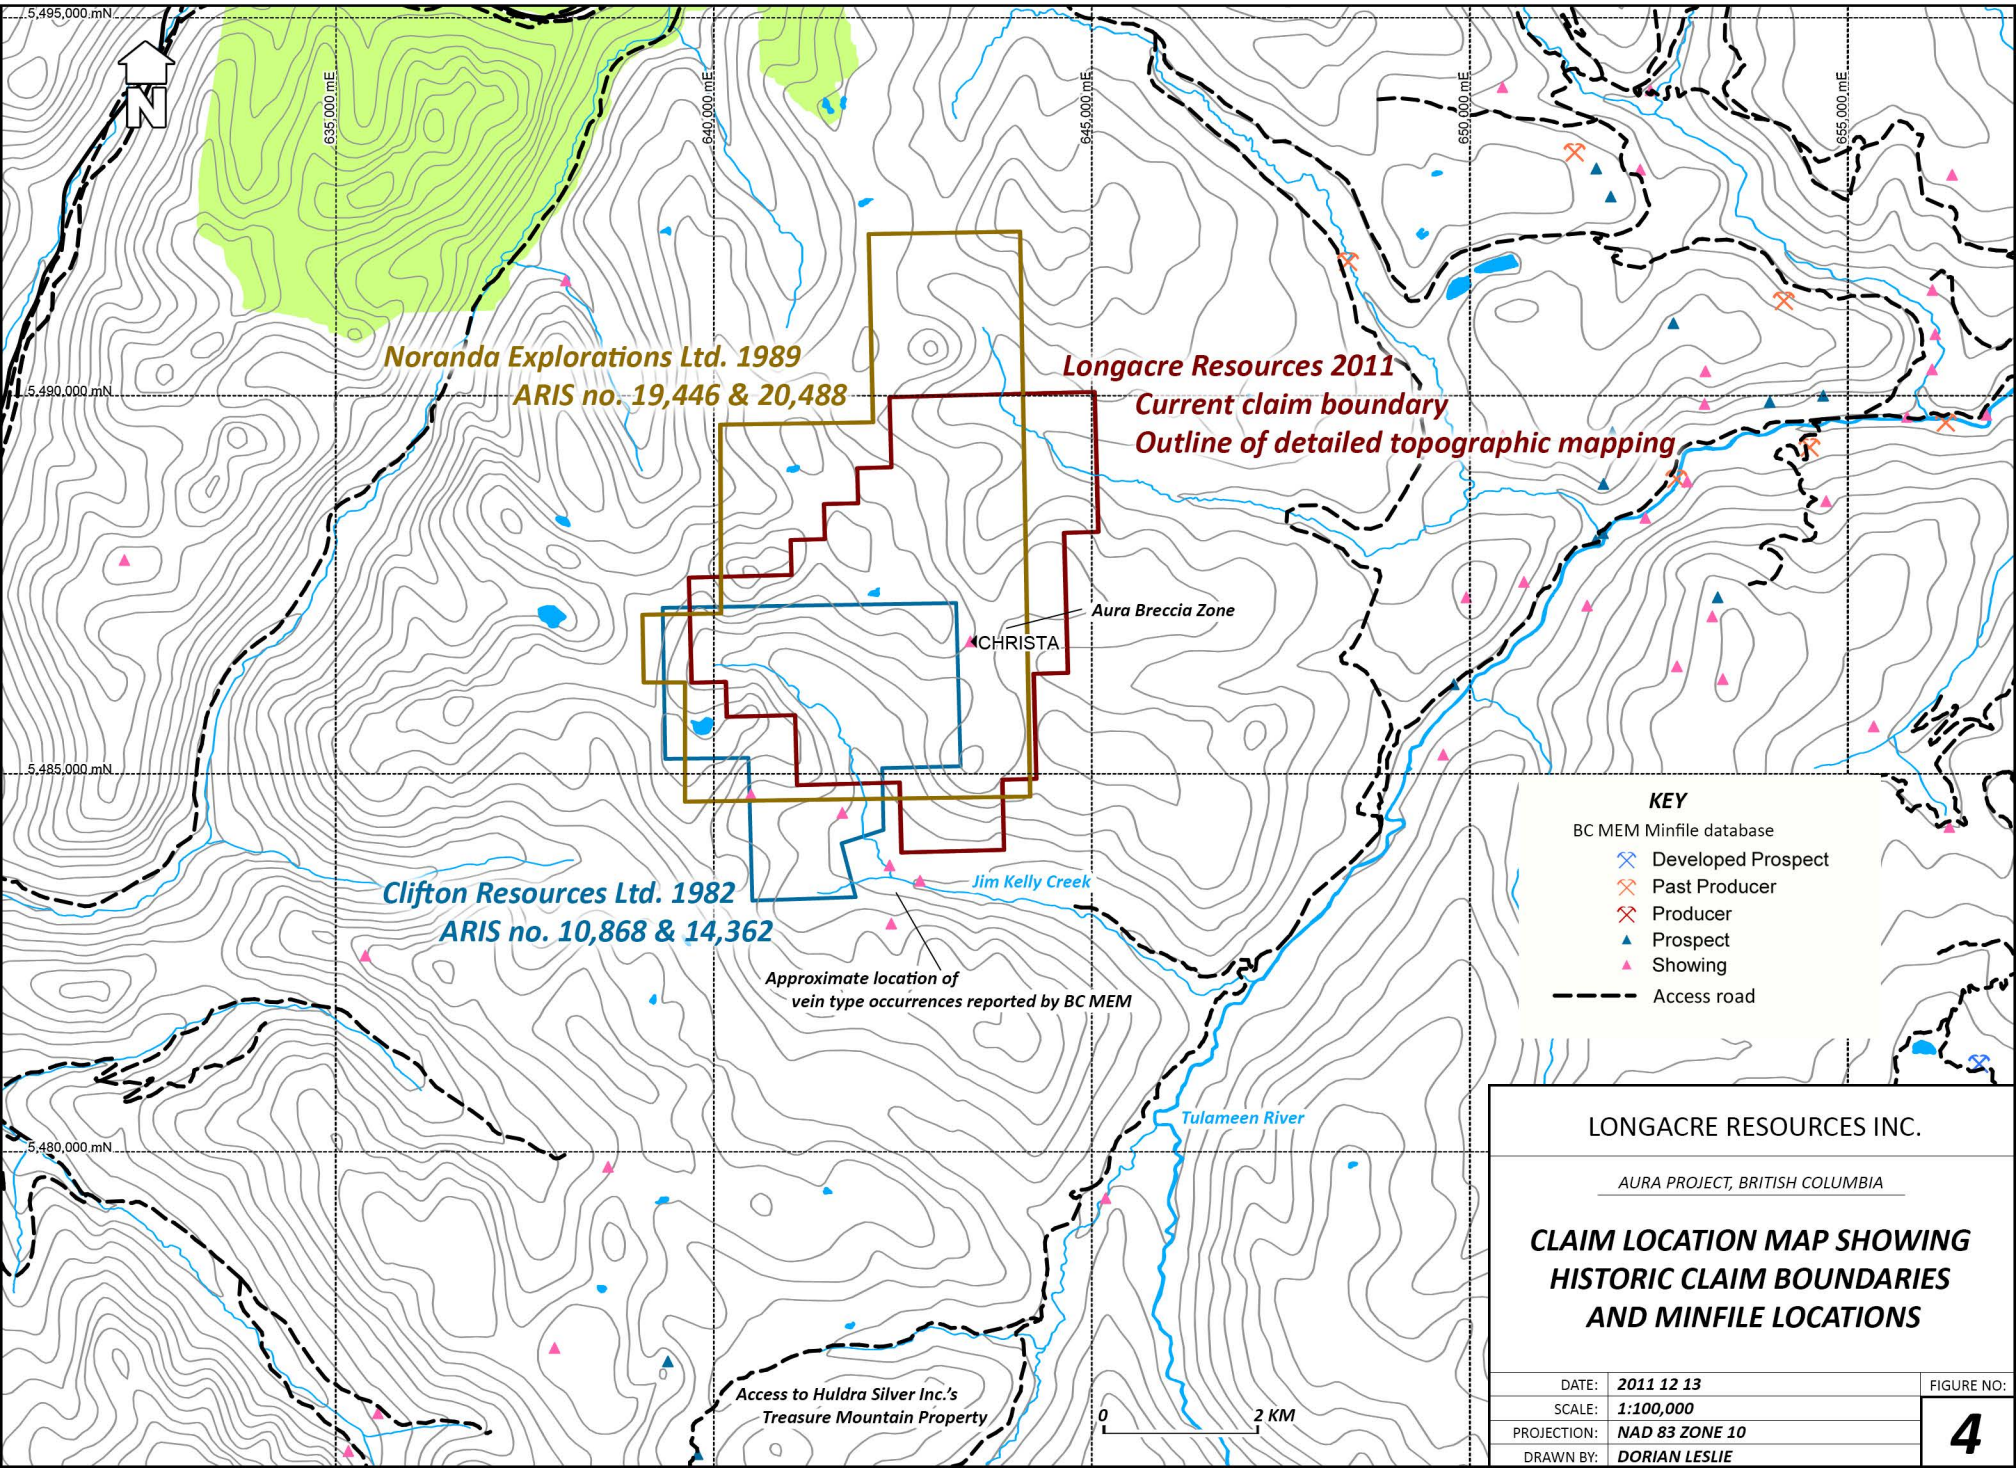 5,495,000 mN
N
635,000 mE
640,000 mE
645,000 mE
650,000 mE
655,000 mE
Noranda Explorations Ltd. 1989
ARIS no. 19,446 & 20,488
Longacre Resources 2011
Current claim boundary
Outline of detailed topographic mapping
5,490,000 mN
Aura Breccia Zone
CHRISTA
5,485,000 mN
Clifton Resources Ltd. 1982
ARIS no. 10,868 & 14,362
Jim Kelly Creek
Approximate location of
vein type occurrences reported by BC MEM
Tulameen River
5,480,000 mN
Access to Huldra Silver Inc.'s
Treasure Mountain Property
0 2 KM
KEY
BC MEM Minfile database
Developed Prospect
Past Producer
Producer
Prospect
Showing
Access road
LONGACRE RESOURCES INC.
AURA PROJECT, BRITISH COLUMBIA
CLAIM LOCATION MAP SHOWING
HISTORIC CLAIM BOUNDARIES
AND MINFILE LOCATIONS
DATE: 2011 12 13
SCALE: 1:100,000
PROJECTION: NAD 83 ZONE 10
DRAWN BY: DORIAN LESLIE
FIGURE NO:
4